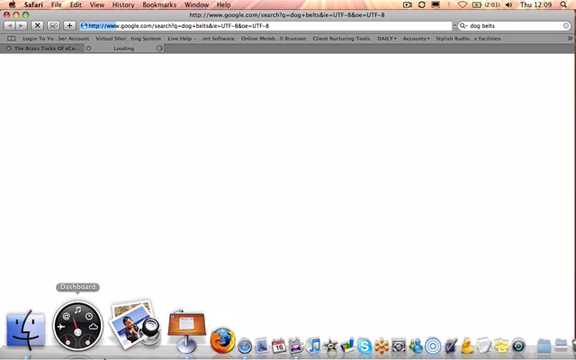 Safari File Edit View History Bookmarks Window Help (2:01) Thu 12:09
http://www.google.com/search?q=dog+belts&ie=UTF-8&oe=UTF-8
http://www.google.com/search?q=dog+belts&ie=UTF-8&oe=UTF-8 dog belts
Login To Yo...ber Account Virtual Shor...ting System Live Help - ...ort Software Online Memb... Brunson Client Nurturing Tools DAILY Accounts Stylish Radio... facilities.
The Brass Tacks Of eCo... Loading
Dashboard